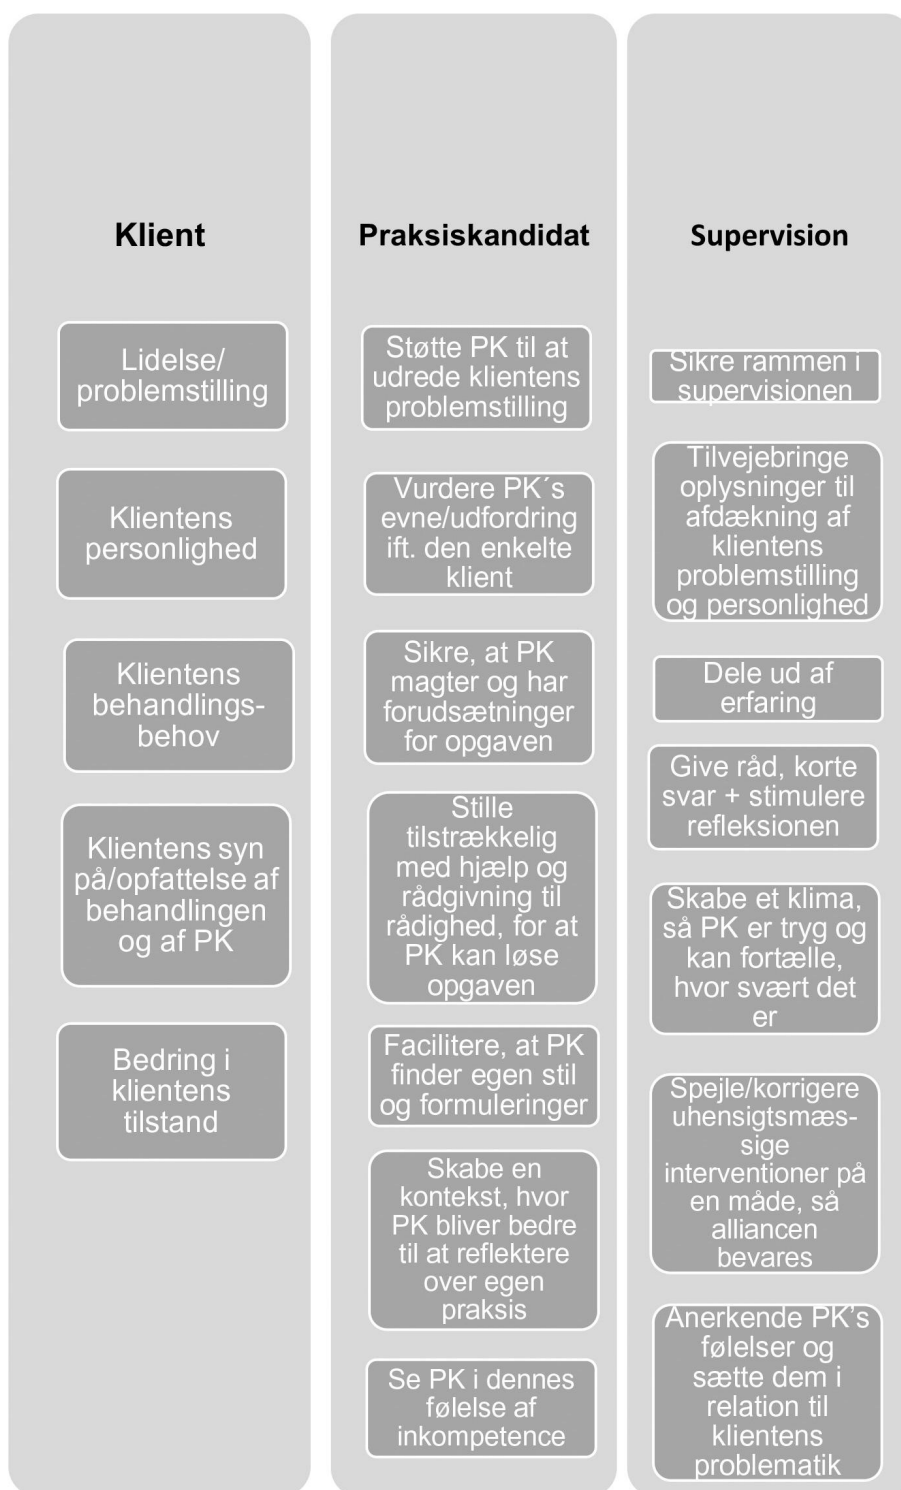 Klient
Lidelse/
problemstilling
Klientens
personlighed
Klientens
behandlings-
behov
Klientens syn
på/opfattelse af
behandlingen
og af PK
Bedring i
klientens
tilstand
Praksiskandidat
Støtte PK til at
udrede klientens
problemstilling
Vurdere PK´s
evne/udfordring
ift. den enkelte
klient
Sikre, at PK
magter og har
forudsætninger
for opgaven
Stille
tilstrækkelig
med hjælp og
rådgivning til
rådighed, for at
PK kan løse
opgaven
Facilitere, at PK
finder egen stil
og formuleringer
Skabe en
kontekst, hvor
PK bliver bedre
til at reflektere
over egen
praksis
Se PK i dennes
følelse af
inkompetence
Supervision
Sikre rammen i
supervisionen
Tilvejebringe
oplysninger til
afdækning af
klientens
problemstilling
og personlighed
Dele ud af
erfaring
Give råd, korte
svar + stimulere
refleksionen
Skabe et klima,
så PK er tryg og
kan fortælle,
hvor svært det
er
Spejle/korrigere
uhensigtsmæs-
sige
interventioner på
en måde, så
alliancen
bevares
Anerkende PK’s
følelser og
sætte dem i
relation til
klientens
problematik